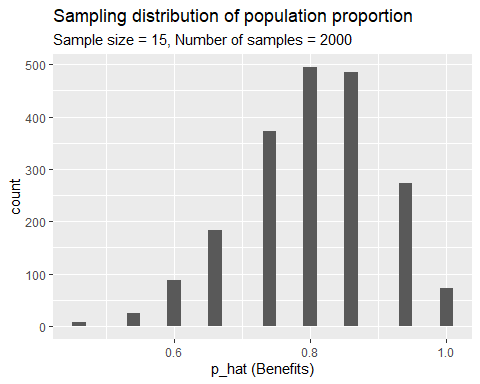 Sampling distribution of population proportion
Sample size = 15, Number of samples = 2000
500
400
300
200
100
0
count
0.6
0.8
1.0
p_hat (Benefits)